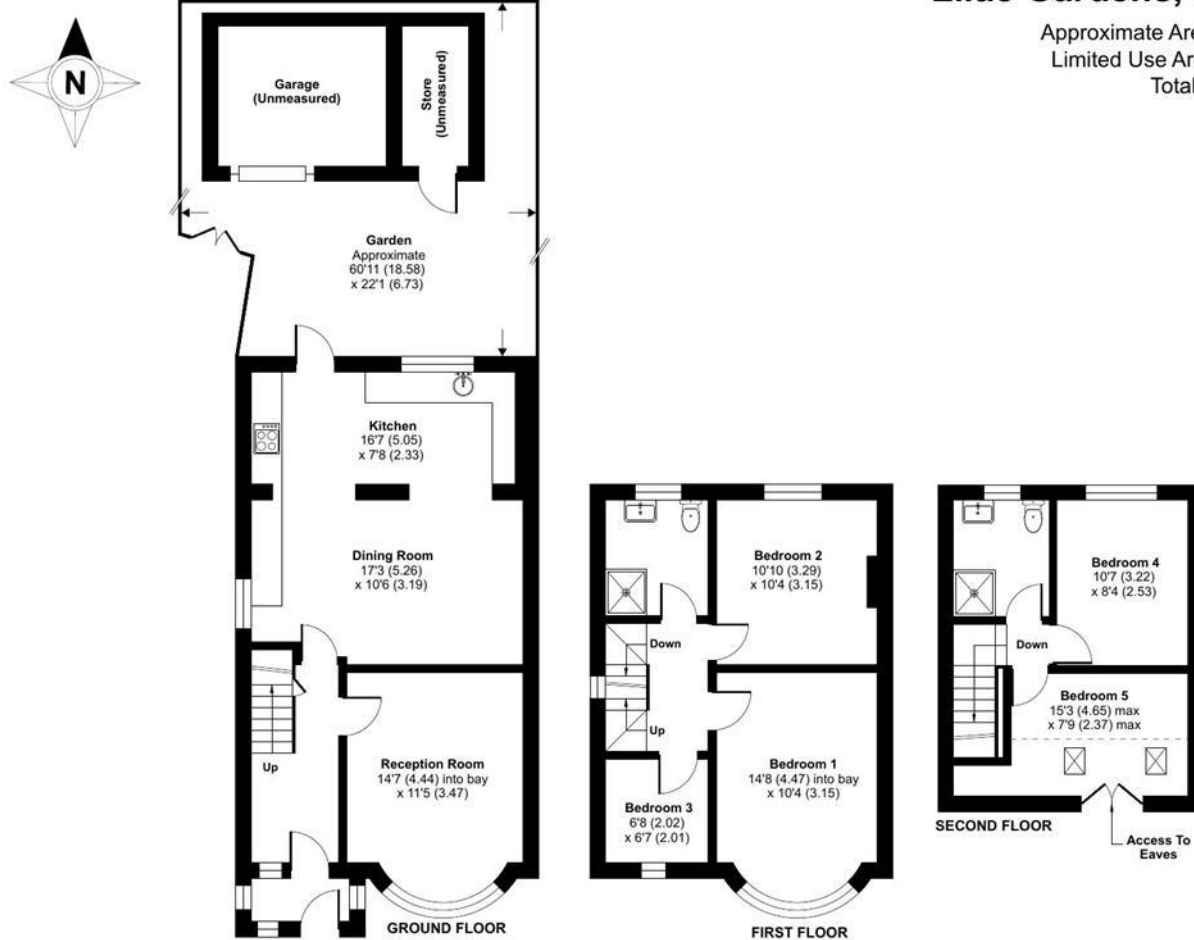 Approximate Are
Limited Use Ar
Total
N
Garage
(Unmeasured)
Store
(Unmeasured)
Garden
Approximate
60'11 (18.58)
x 22'1 (6.73)
Kitchen
16'7 (5.05)
x 7'8 (2.33)
Dining Room
17'3 (5.26)
x 10'6 (3.19)
Up
Reception Room
14'7 (4.44) into bay
x 11'5 (3.47)
GROUND FLOOR
Bedroom 2
10'10 (3.29)
x 10'4 (3.15)
Down
Up
Bedroom 1
14'8 (4.47) into bay
x 10'4 (3.15)
Bedroom 3
6'8 (2.02)
x 6'7 (2.01)
FIRST FLOOR
Bedroom 4
10'7 (3.22)
x 8'4 (2.53)
Down
Bedroom 5
15'3 (4.65) max
x 7'9 (2.37) max
SECOND FLOOR
Access To
Eaves